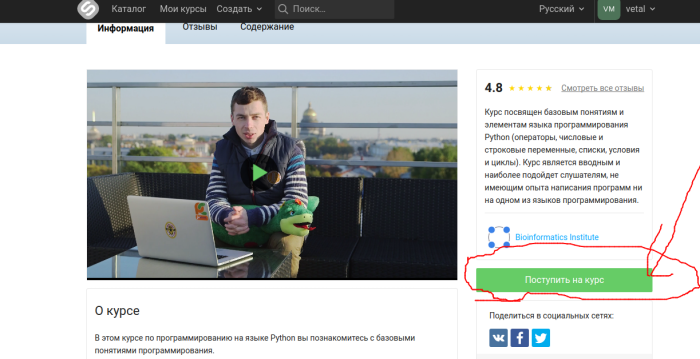 Каталог Мои курсы Создать Поиск... Русский VM vetal
Информация Отзывы Содержание
4.8 Смотреть все отзывы
Курс посвящен базовым понятиям и
элементам языка программирования
Python (операторы, числовые и
строковые переменные, списки, условия
и циклы). Курс является вводным и
наиболее подойдет слушателям, не
имеющим опыта написания программ ни
на одном из языков программирования.
Bioinformatics Institute
Поступить на курс
Поделиться в социальных сетях:
О курсе
В этом курсе по программированию на языке Python вы познакомитесь с базовыми
понятиями программирования.